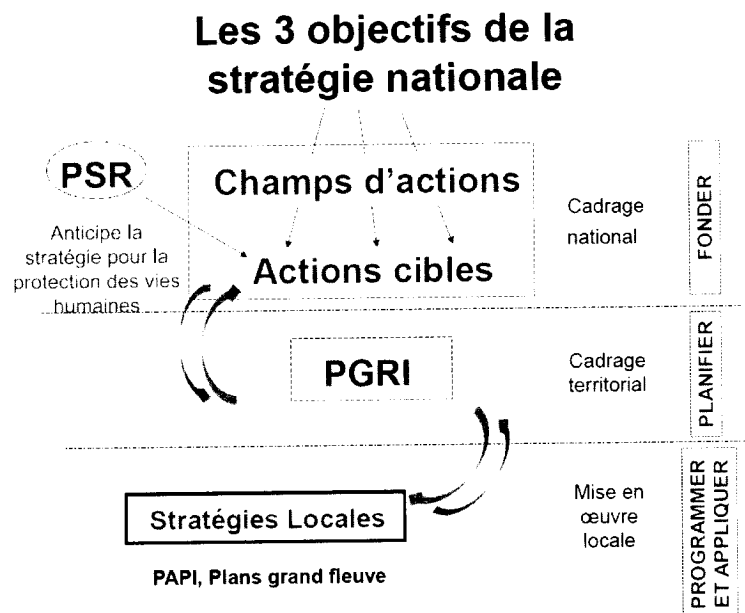 Les 3 objectifs de la
stratégie nationale
PSR
Anticipe la
stratégie pour la
protection des vies
humaines
Champs d'actions
Actions cibles
Cadrage
national
FONDER
PGRI
Cadrage
territorial
PLANIFIER
Stratégies Locales
PAPI, Plans grand fleuve
Mise en
œuvre
locale
PROGRAMMER
ET APPLIQUER